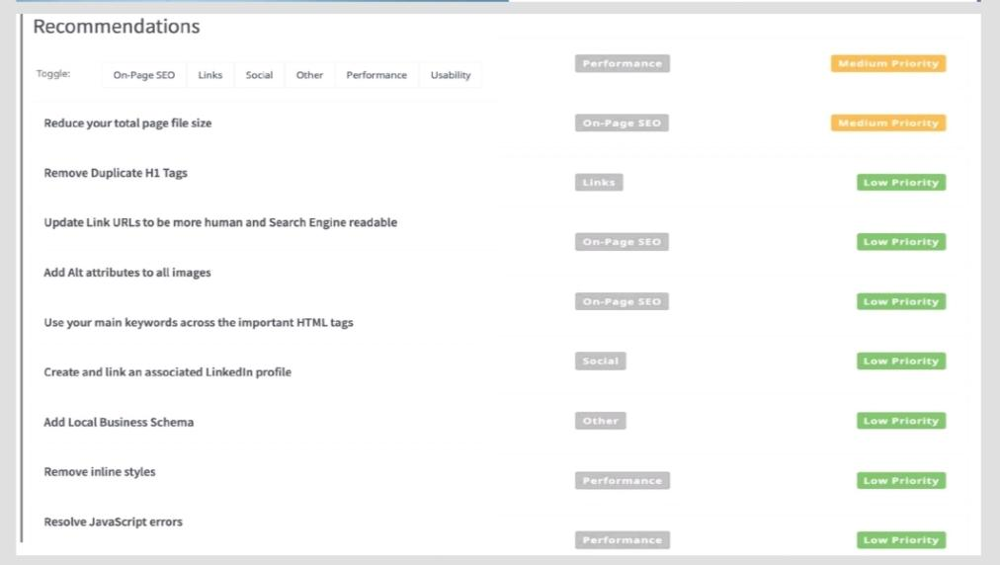 Recommendations
Toggle: On-Page SEO Links Social Other Performance Usability
Performance Medium Priority
Reduce your total page file size
On-Page SEO Medium Priority
Remove Duplicate H1 Tags
Links Low Priority
Update Link URLs to be more human and Search Engine readable
On-Page SEO Low Priority
Add Alt attributes to all images
On-Page SEO Low Priority
Use your main keywords across the important HTML tags
Social Low Priority
Create and link an associated LinkedIn profile
Other Low Priority
Add Local Business Schema
Performance Low Priority
Remove inline styles
Performance Low Priority
Resolve JavaScript errors